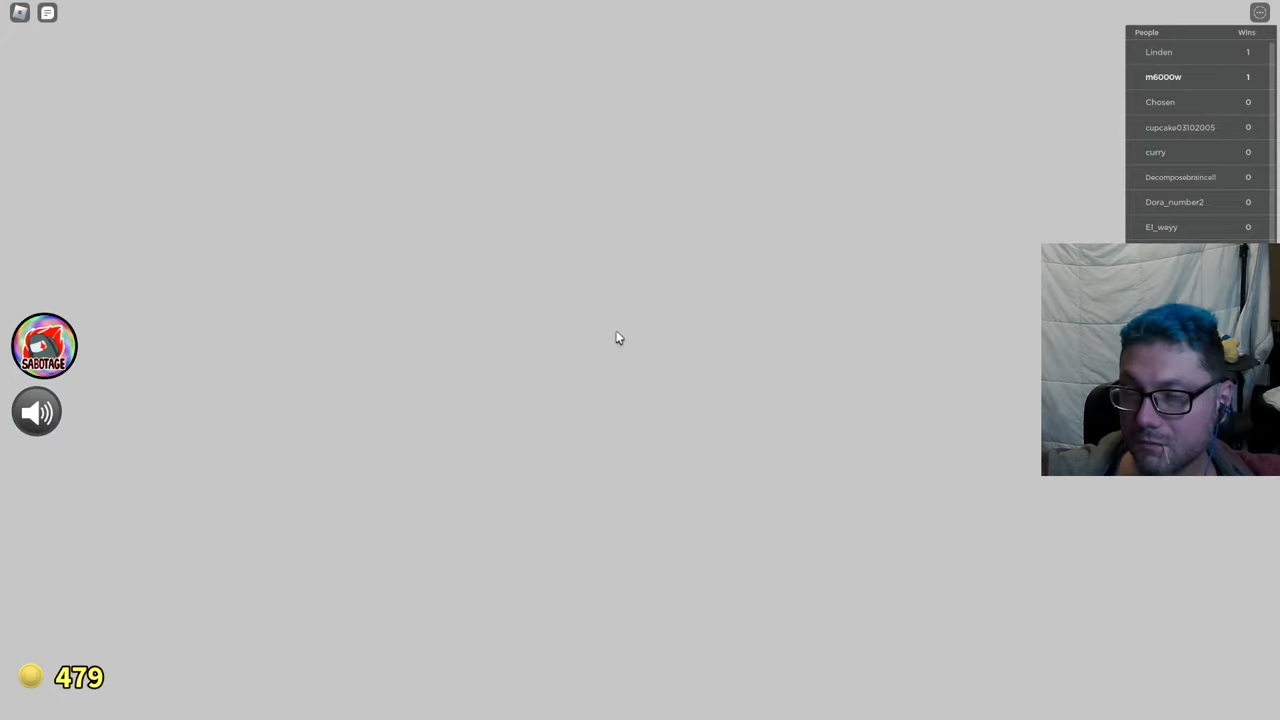 People Wins
Linden 1
m6000w 1
Chosen 0
cupcake03102005 0
curry 0
Decomposebraincell 0
Dora_number2 0
El_weyy 0
SABOTAGE
479